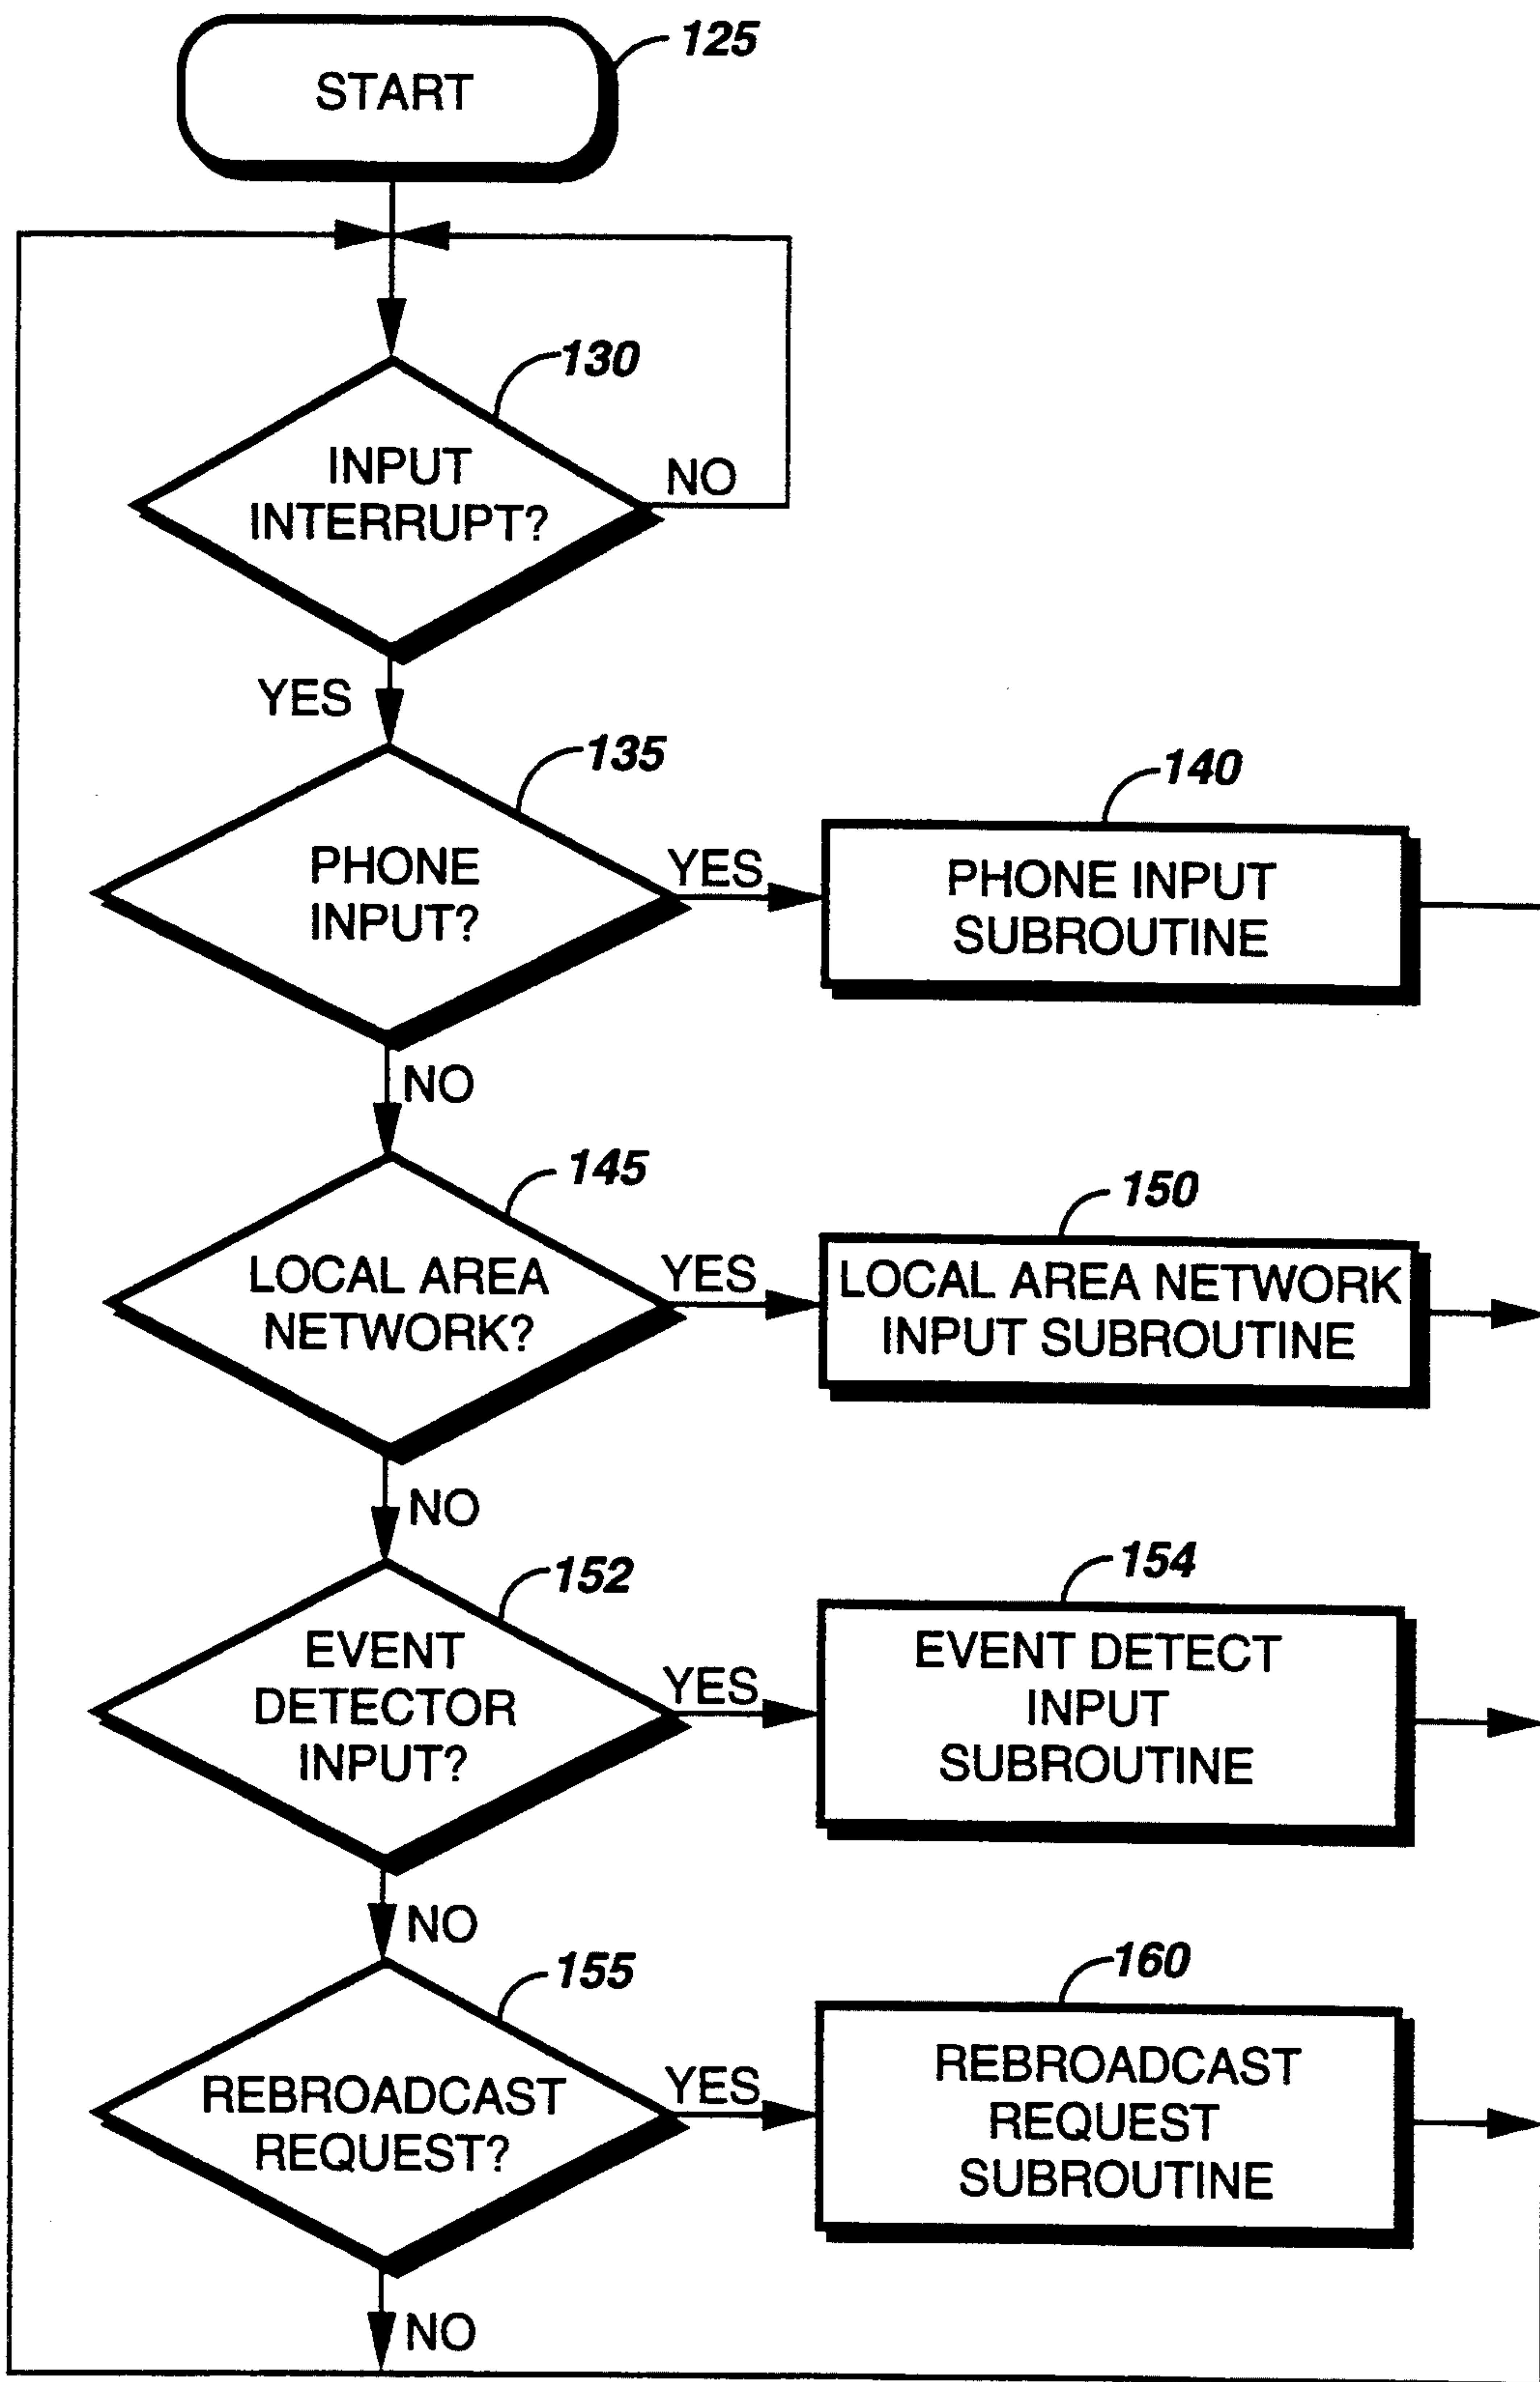 125
START
130
INPUT
INTERRUPT?
NO
YES
135
PHONE
INPUT?
YES
140
PHONE INPUT
SUBROUTINE
NO
145
LOCAL AREA
NETWORK?
YES
150
LOCAL AREA NETWORK
INPUT SUBROUTINE
NO
152
EVENT
DETECTOR
INPUT?
YES
154
EVENT DETECT
INPUT
SUBROUTINE
NO
155
REBROADCAST
REQUEST?
YES
160
REBROADCAST
REQUEST
SUBROUTINE
NO